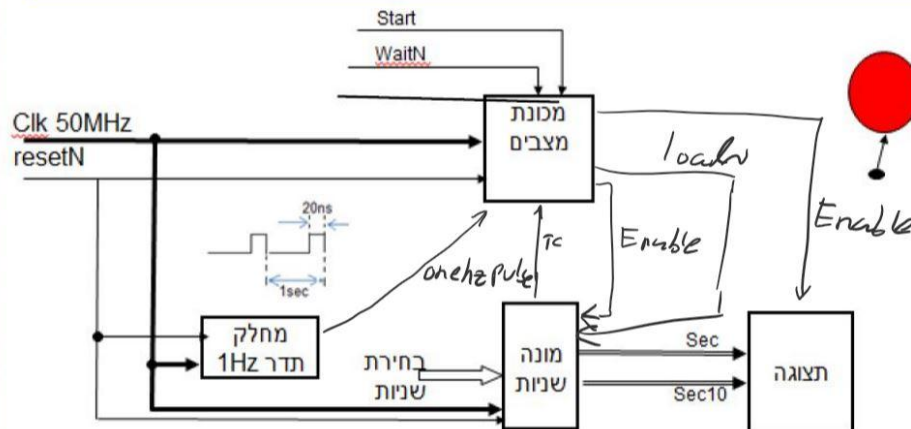 Start
WaitN
מכונת
מצבים
Clk 50MHz
resetN
loadN
Enable
Enable
20ns
1sec
onehzpulse
Tc
מחלק
תדר 1Hz
בחירת
שניות
מונה
שניות
Sec
Sec10
תצוגה